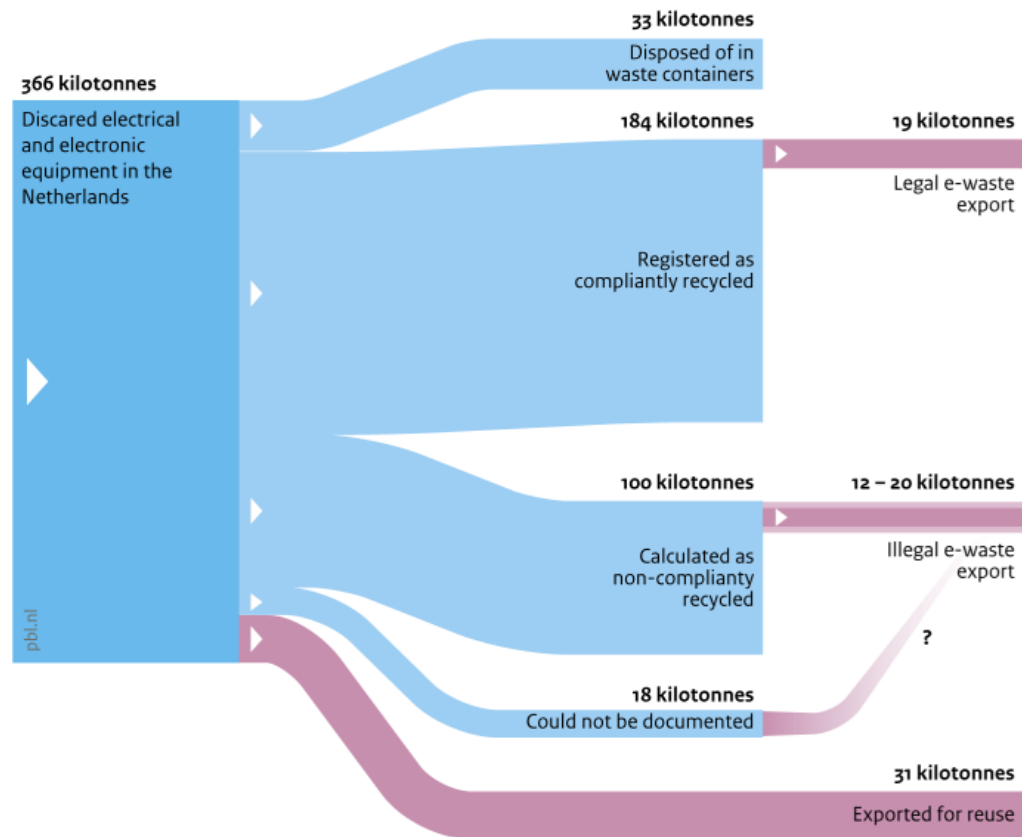 366 kilotonnes
Discared electrical
and electronic
equipment in the
Netherlands
33 kilotonnes
Disposed of in
waste containers
184 kilotonnes
Registered as
compliantly recycled
19 kilotonnes
Legal e-waste
export
100 kilotonnes
Calculated as
non-complianty
recycled
12 – 20 kilotonnes
Illegal e-waste
export
?
18 kilotonnes
Could not be documented
31 kilotonnes
Exported for reuse
pbl.nl